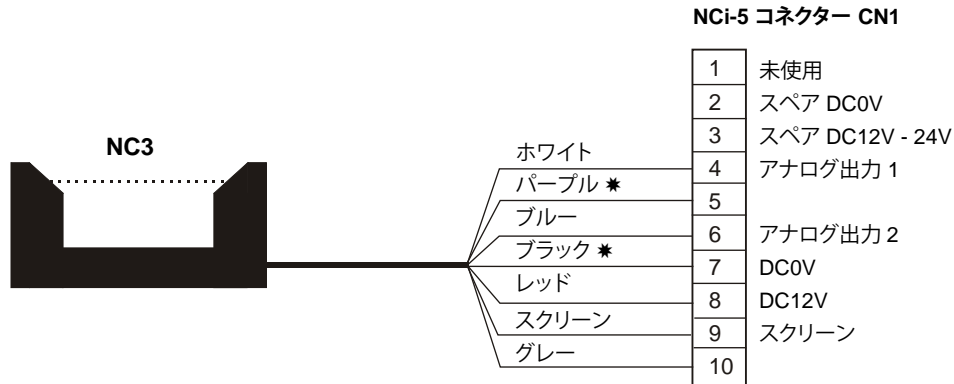 NCi-5 コネクター CN1
NC3
ホワイト
パープル ✷
ブルー
ブラック ✷
レッド
スクリーン
グレー
1 未使用
2 スペア DC0V
3 スペア DC12V - 24V
4 アナログ出力 1
5
6 アナログ出力 2
7 DC0V
8 DC12V
9 スクリーン
10